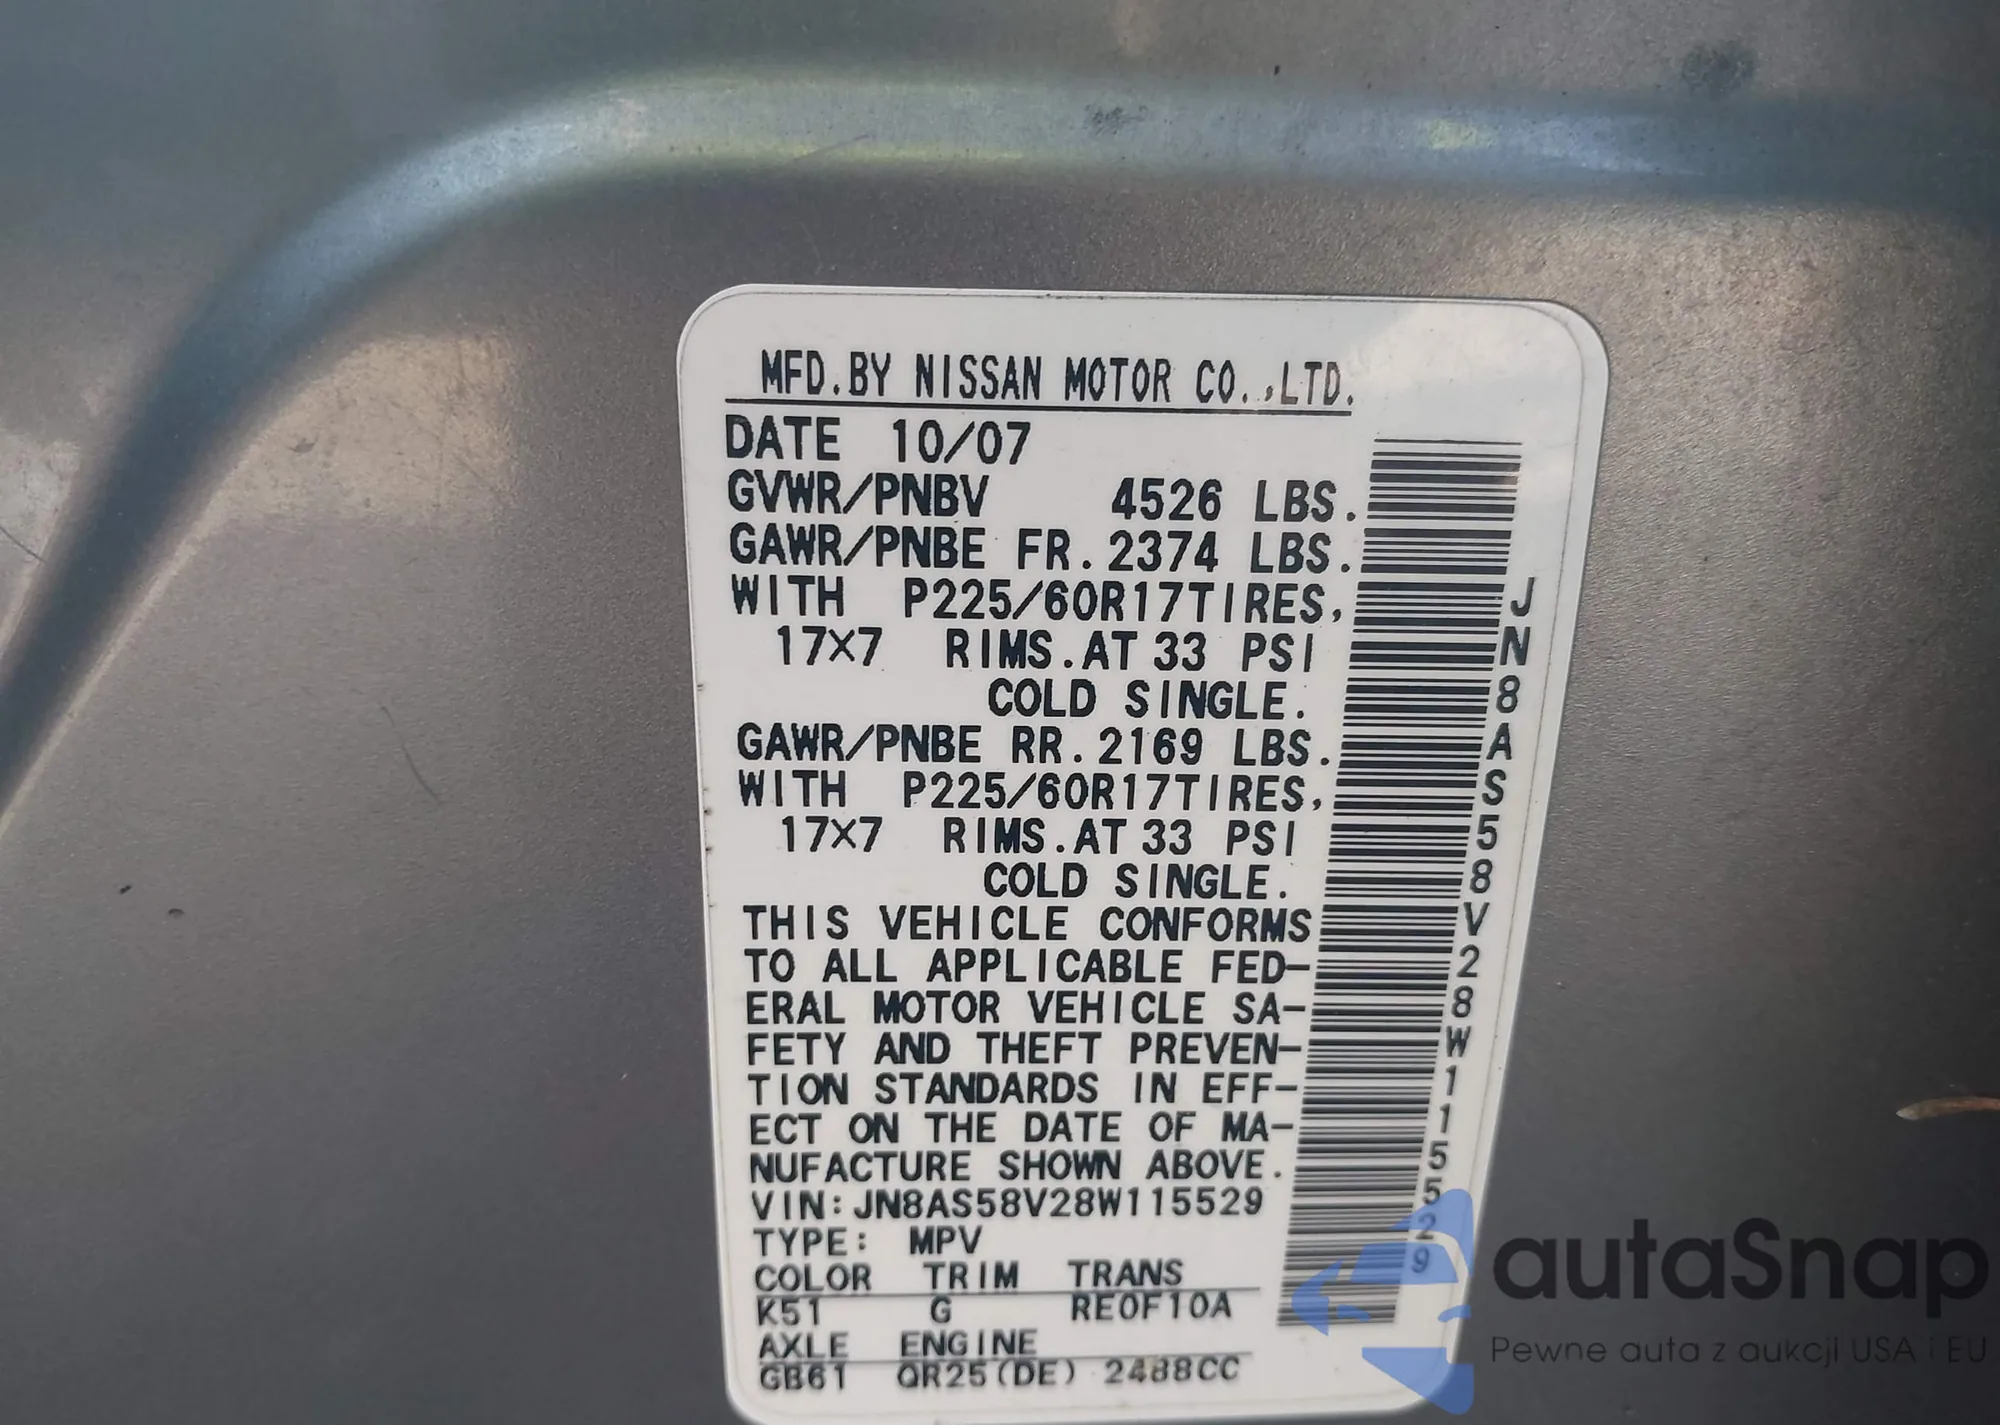 MFD.BY NISSAN MOTOR CO.,LTD.
DATE 10/07
GVWR/PNBV 4526 LBS.
GAWR/PNBE FR. 2374 LBS.
WITH P225/60R17TIRES,
17X7 RIMS.AT 33 PSI
COLD SINGLE.
GAWR/PNBE RR. 2169 LBS.
WITH P225/60R17TIRES,
17X7 RIMS.AT 33 PSI
COLD SINGLE.
THIS VEHICLE CONFORMS
TO ALL APPLICABLE FED-
ERAL MOTOR VEHICLE SA-
FETY AND THEFT PREVEN-
TION STANDARDS IN EFF-
ECT ON THE DATE OF MA-
NUFACTURE SHOWN ABOVE.
VIN:JN8AS58V28W115529
TYPE: MPV
COLOR TRIM TRANS
K51 G RE0F10A
AXLE ENGINE
GB61 QR25(DE) 2488CC
JN8AS58V28W115529
autaSnap
Pewne auta z aukcji USA i EU